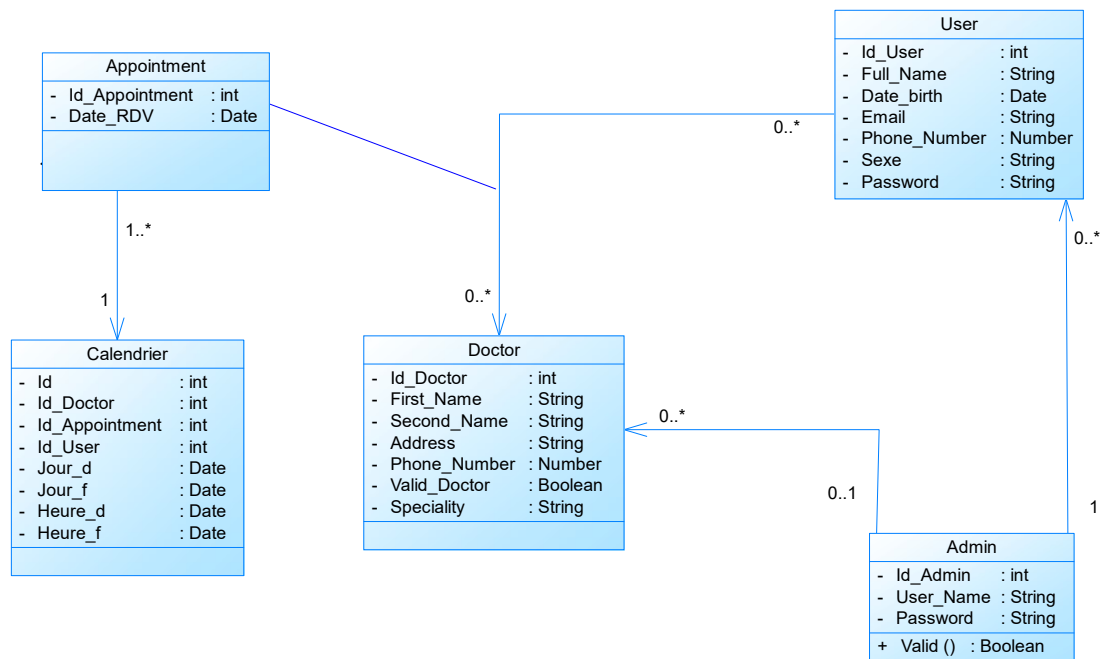 Appointment
- Id_Appointment : int
- Date_RDV : Date
User
- Id_User : int
- Full_Name : String
- Date_birth : Date
- Email : String
- Phone_Number : Number
- Sexe : String
- Password : String
0..*
0..*
1..*
1
0..*
Calendrier
- Id : int
- Id_Doctor : int
- Id_Appointment : int
- Id_User : int
- Jour_d : Date
- Jour_f : Date
- Heure_d : Date
- Heure_f : Date
Doctor
- Id_Doctor : int
- First_Name : String
- Second_Name : String
- Address : String
- Phone_Number : Number
- Valid_Doctor : Boolean
- Speciality : String
0..*
0..1
1
Admin
- Id_Admin : int
- User_Name : String
- Password : String
+ Valid () : Boolean